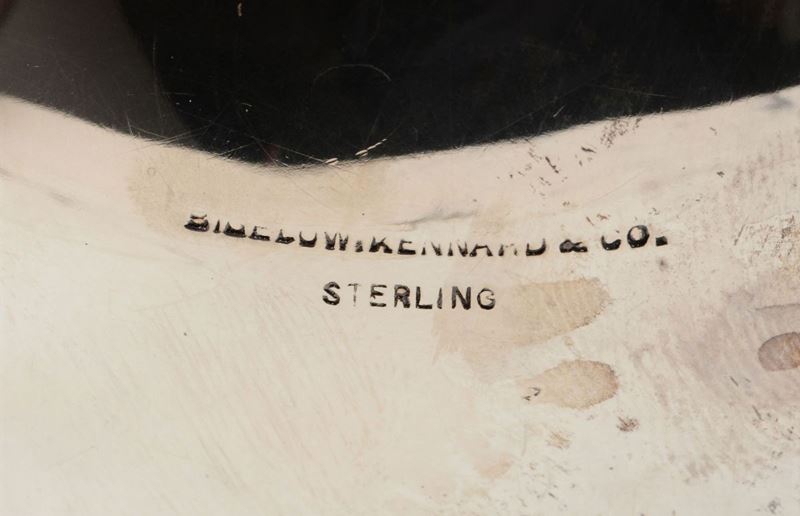 BIGELOW, KENNARD & CO.
STERLING